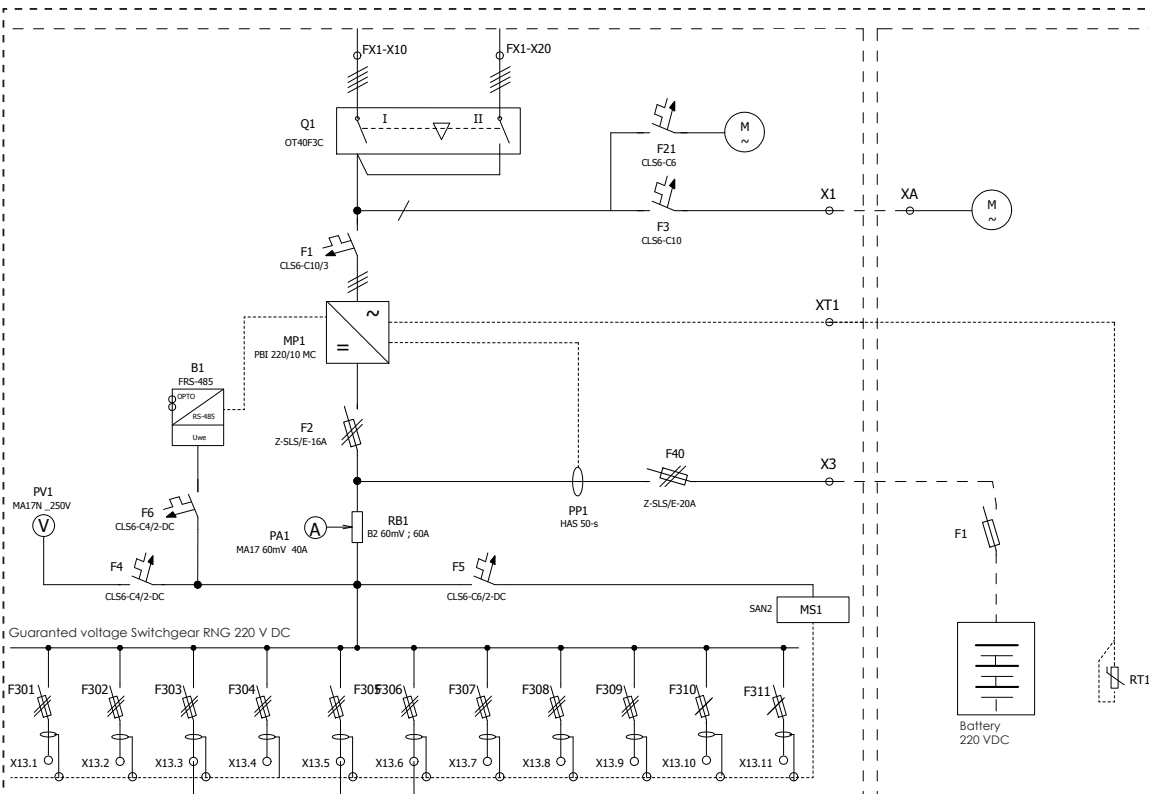 FX1-X10
FX1-X20
Q1
I
II
OT40F3C
M
~
F21
CLS6-C6
X1
XA
M
~
F3
CLS6-C10
F1
CLS6-C10/3
XT1
~
=
MP1
PBI 220/10 MC
B1
FRS-485
OPTO
RS-485
Uwe
F2
Z-SLS/E-16A
F40
X3
Z-SLS/E-20A
PV1
MA17N _250V
V
F6
CLS6-C4/2-DC
PP1
HAS 50-s
A
RB1
B2 60mV ; 60A
PA1
MA17 60mV 40A
F1
F4
CLS6-C4/2-DC
F5
CLS6-C6/2-DC
SAN2
MS1
Guaranted voltage Switchgear RNG 220 V DC
F301
F302
F303
F304
F305
F306
F307
F308
F309
F310
F311
RT1
Battery
220 VDC
X13.1
X13.2
X13.3
X13.4
X13.5
X13.6
X13.7
X13.8
X13.9
X13.10
X13.11